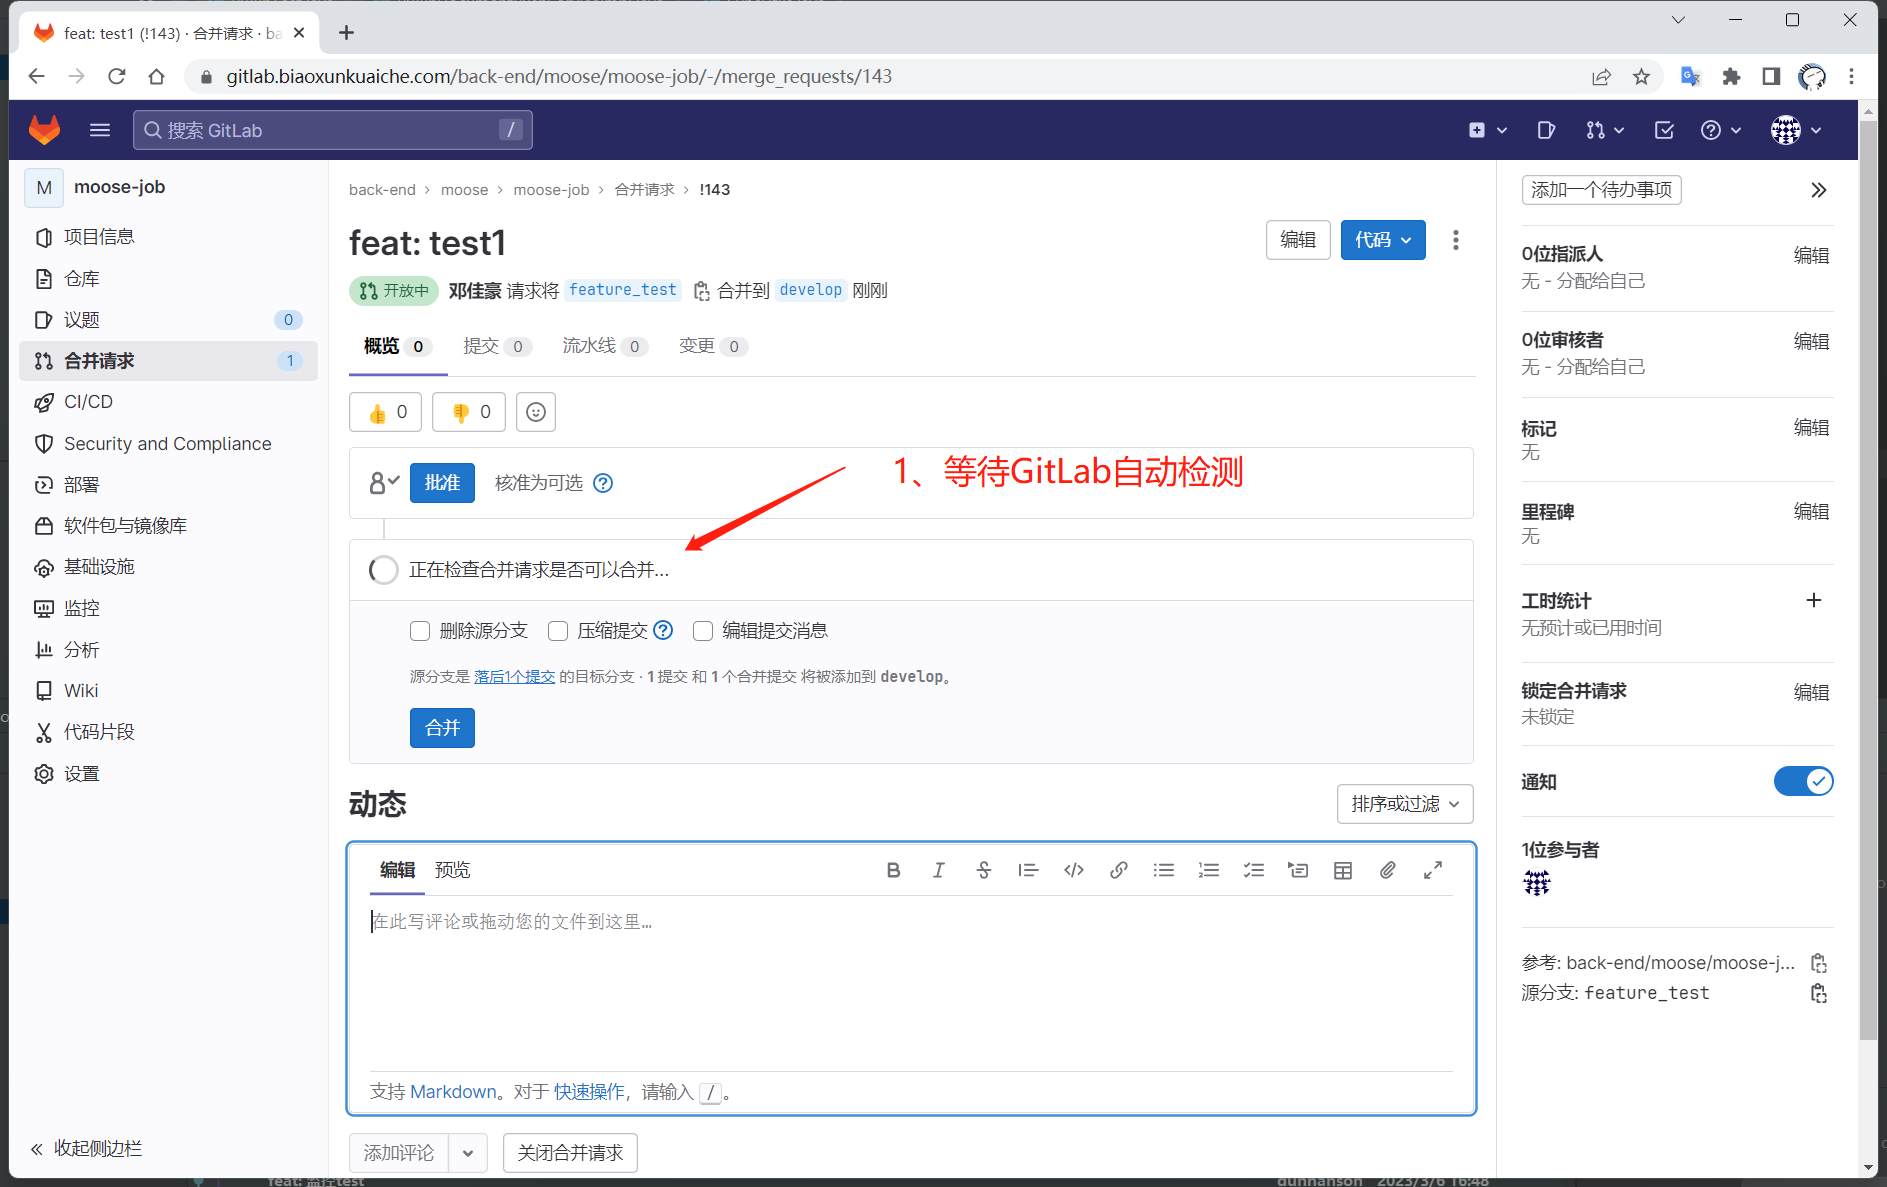 feat: test1 (!143) · 合并请求 · ba
gitlab.biaoxunkuaiche.com/back-end/moose/moose-job/-/merge_requests/143
搜索 GitLab
/
M moose-job
项目信息
仓库
议题 0
合并请求 1
CI/CD
Security and Compliance
部署
软件包与镜像库
基础设施
监控
分析
Wiki
代码片段
设置
收起侧边栏
back-end › moose › moose-job › 合并请求 › !143
feat: test1
编辑
代码
开放中 邓佳豪 请求将 feature_test 合并到 develop 刚刚
概览 0 提交 0 流水线 0 变更 0
0 0
批准 核准为可选
1、等待GitLab自动检测
正在检查合并请求是否可以合并...
删除源分支 压缩提交 编辑提交消息
源分支是 落后1个提交 的目标分支 · 1 提交 和 1 个合并提交 将被添加到 develop。
合并
动态
排序或过滤
编辑 预览
在此写评论或拖动您的文件到这里…
支持 Markdown。对于 快速操作，请输入 /。
添加评论
关闭合并请求
添加一个待办事项
0位指派人 编辑
无 - 分配给自己
0位审核者 编辑
无 - 分配给自己
标记 编辑
无
里程碑 编辑
无
工时统计
无预计或已用时间
锁定合并请求 编辑
未锁定
通知
1位参与者
参考: back-end/moose/moose-j...
源分支: feature_test
feat: 监控test
dunnanson 2023/3/6 16:48